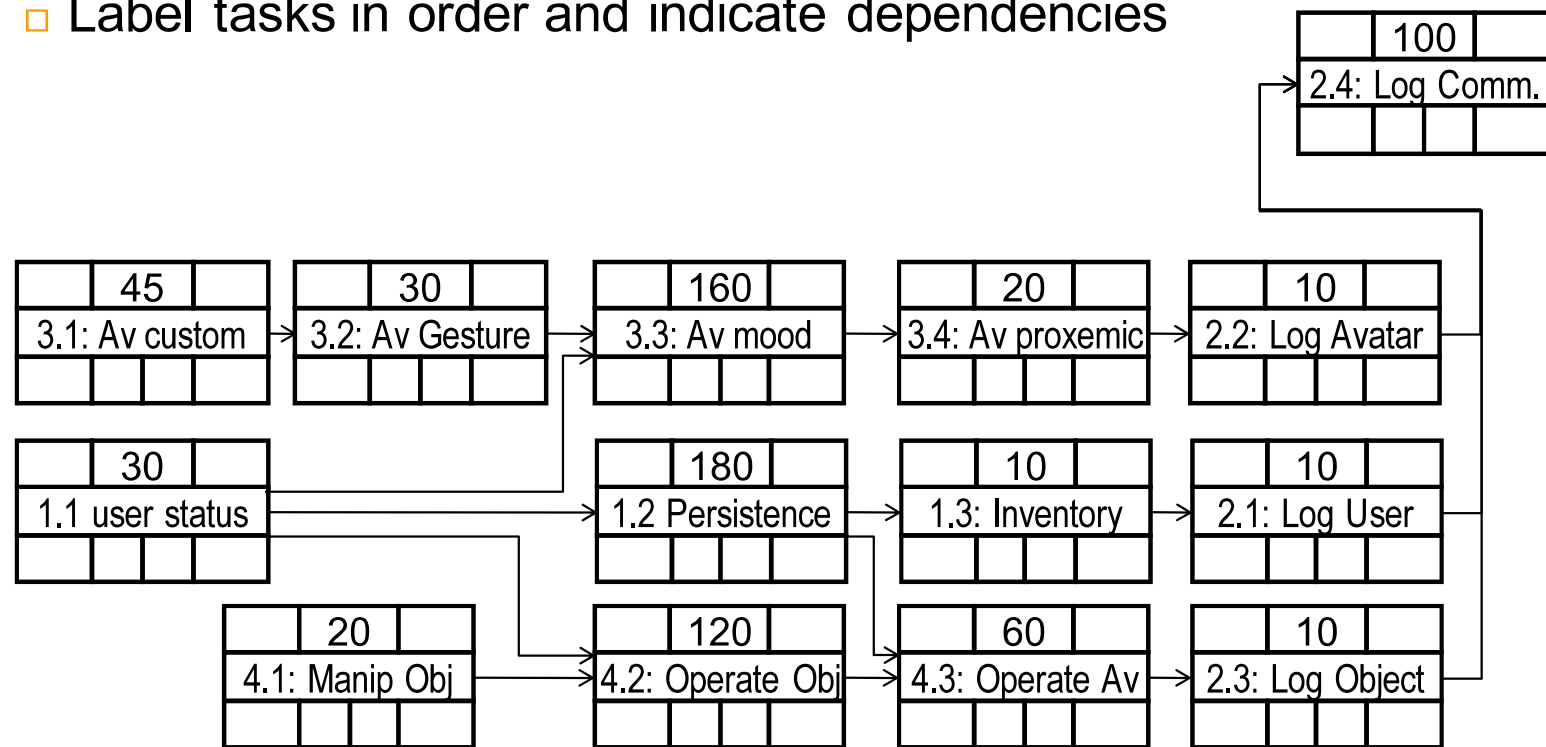 Label tasks in order and indicate dependencies
100
2.4: Log Comm.
45
3.1: Av custom
30
3.2: Av Gesture
160
3.3: Av mood
20
3.4: Av proxemic
10
2.2: Log Avatar
30
1.1 user status
180
1.2 Persistence
10
1.3: Inventory
10
2.1: Log User
20
4.1: Manip Obj
120
4.2: Operate Obj
60
4.3: Operate Av
10
2.3: Log Object